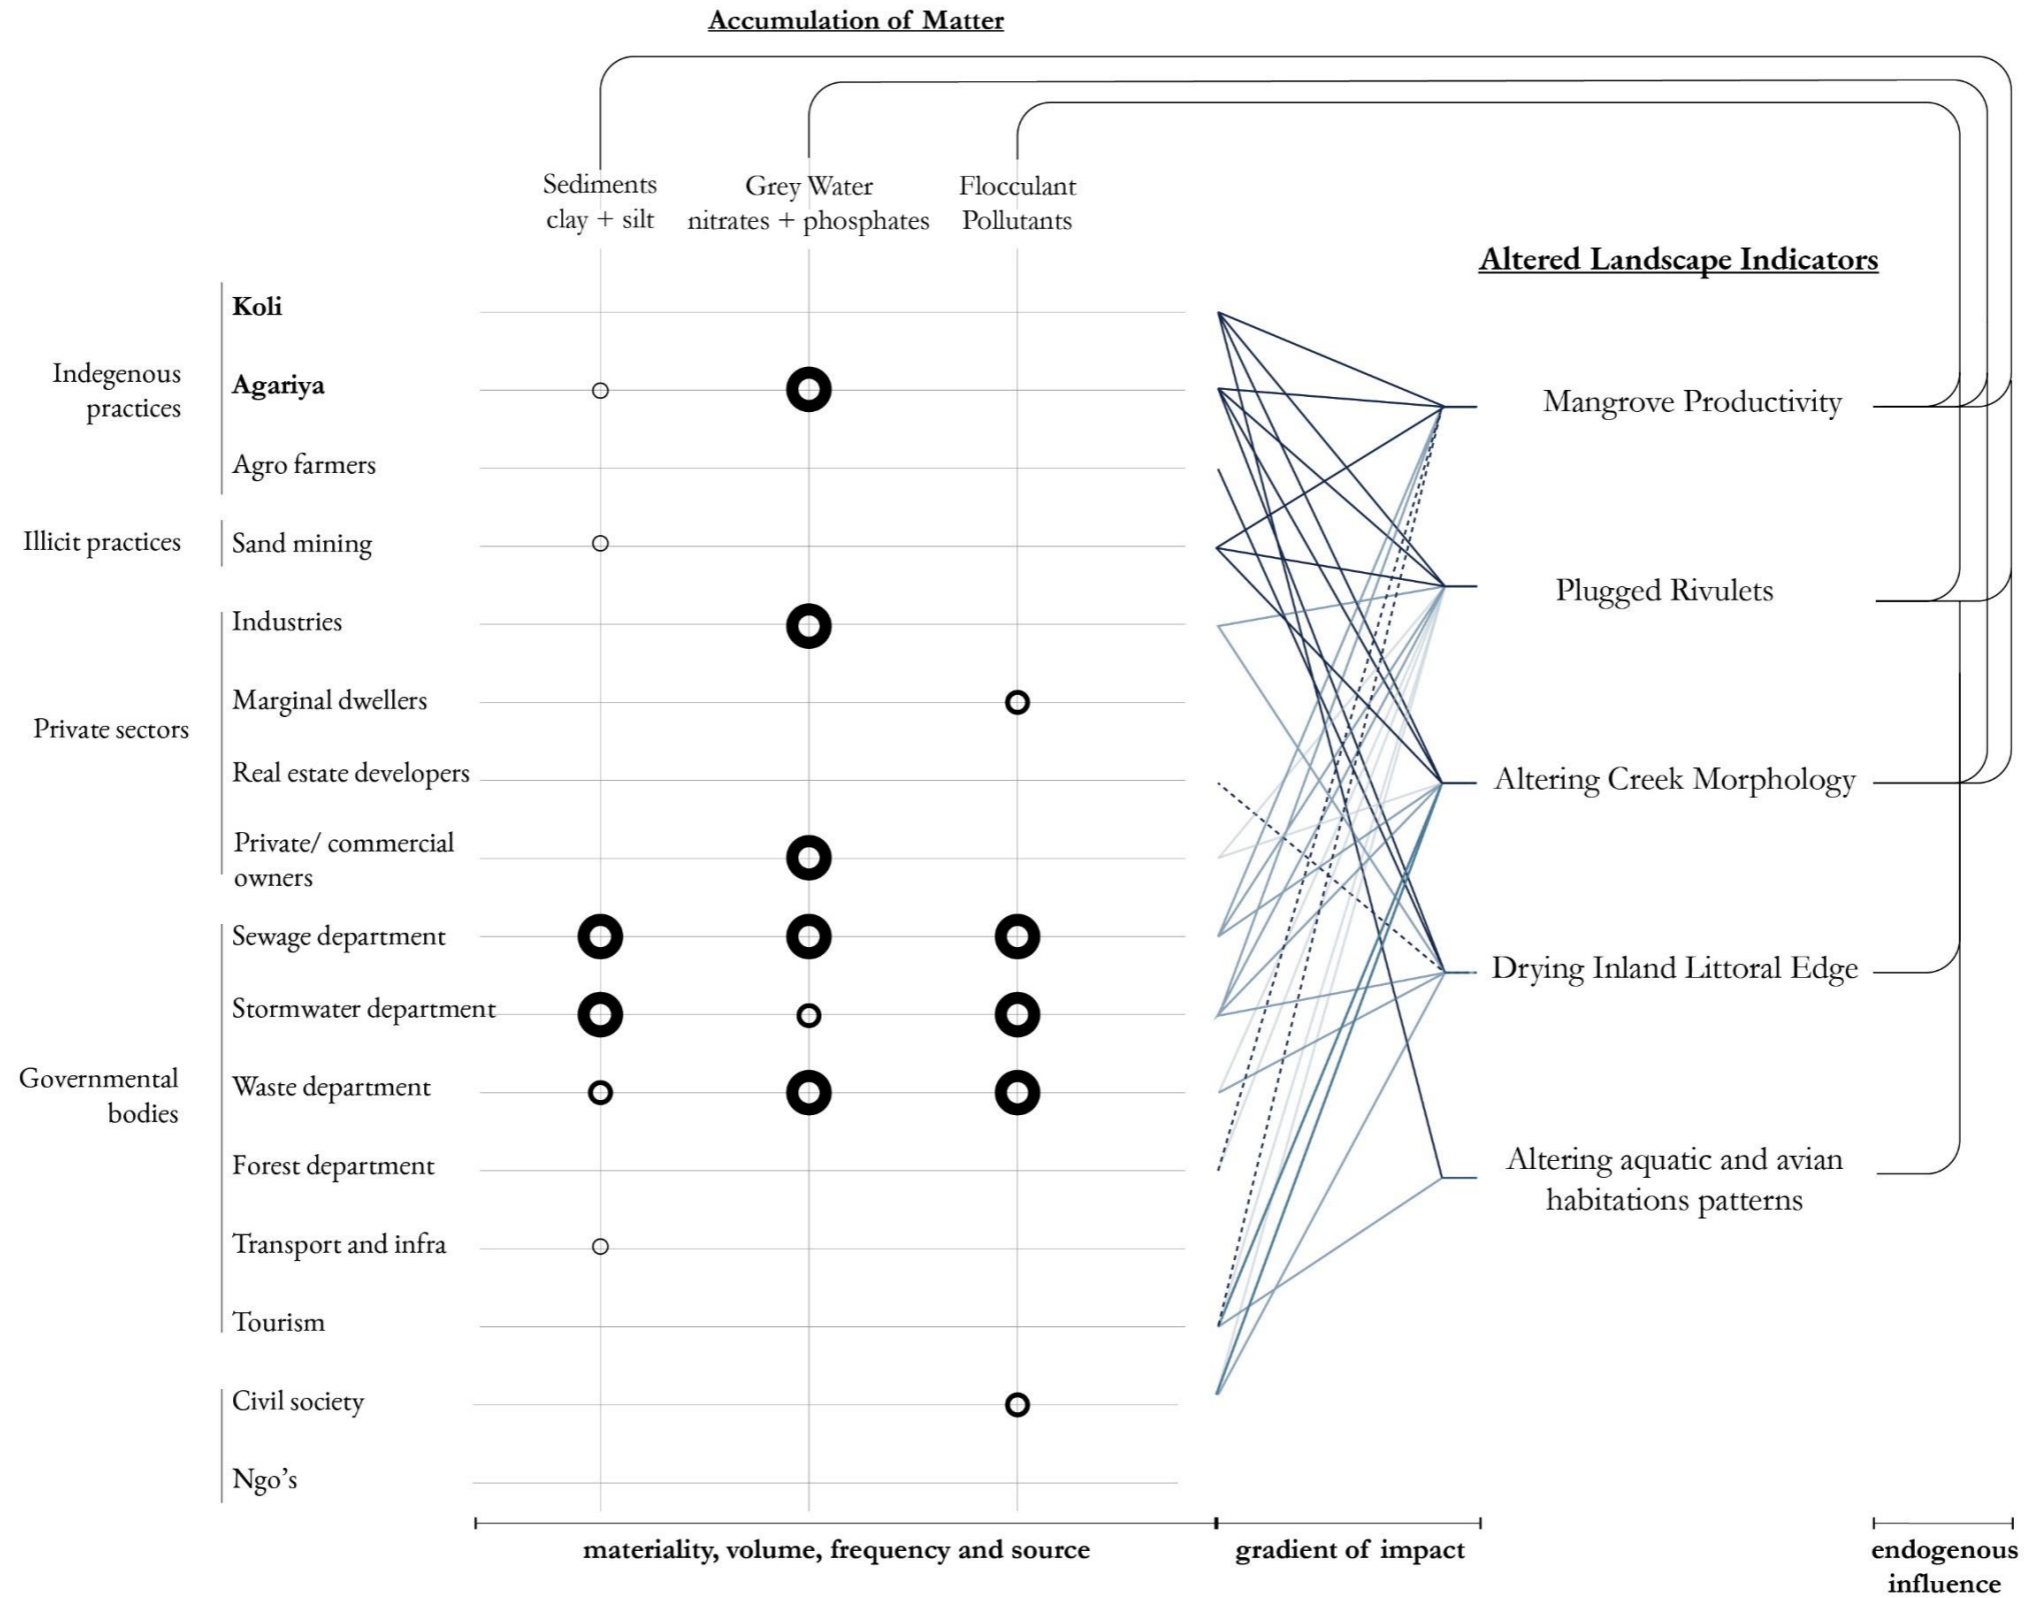 Accumulation of Matter
Sediments
clay + silt
Grey Water
nitrates + phosphates
Flocculant
Pollutants
Altered Landscape Indicators
Indegenous
practices
Koli
Agariya
Agro farmers
Illicit practices
Sand mining
Private sectors
Industries
Marginal dwellers
Real estate developers
Private/ commercial
owners
Governmental
bodies
Sewage department
Stormwater department
Waste department
Forest department
Transport and infra
Tourism
Civil society
Ngo’s
Mangrove Productivity
Plugged Rivulets
Altering Creek Morphology
Drying Inland Littoral Edge
Altering aquatic and avian
habitations patterns
materiality, volume, frequency and source
gradient of impact
endogenous
influence